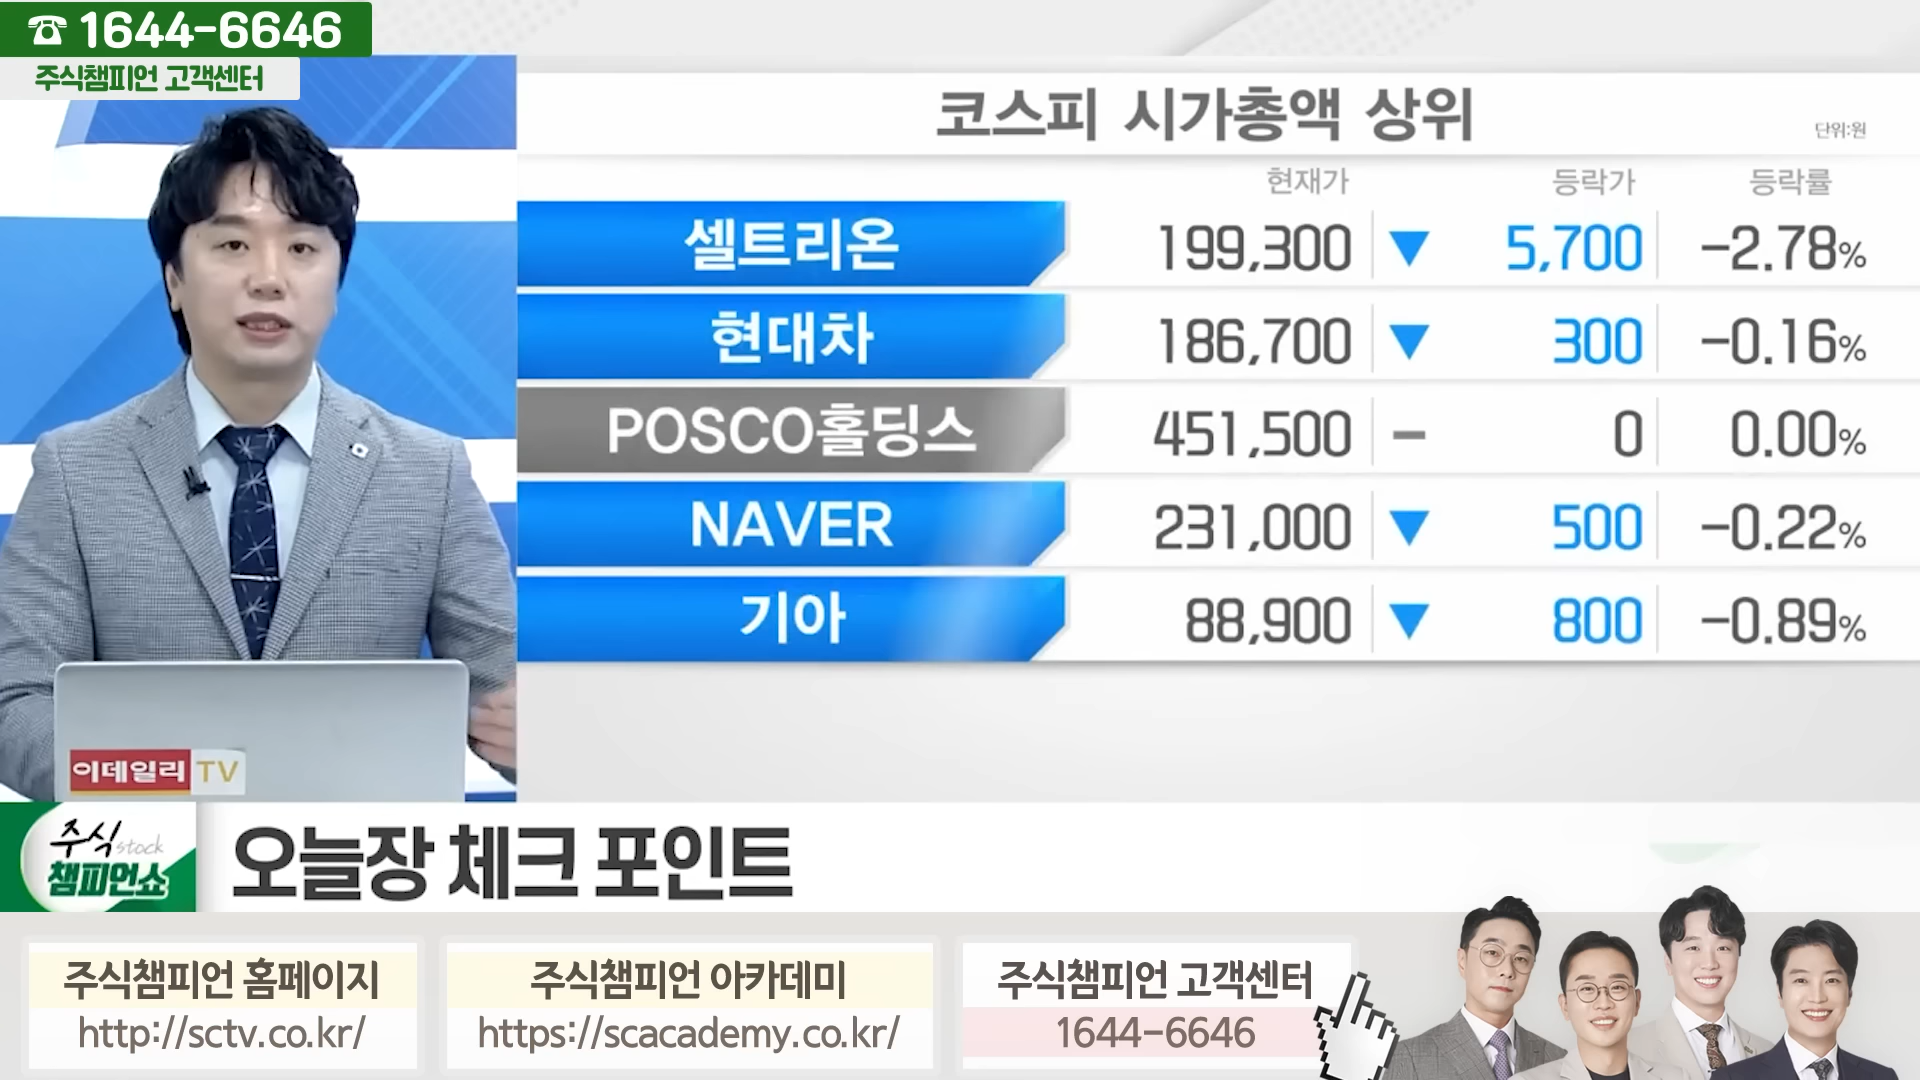 ☎ 1644-6646
주식챔피언 고객센터
코스피 시가총액 상위
단위:원
현재가 등락가 등락률
셀트리온 199,300 ▼ 5,700 -2.78%
현대차 186,700 ▼ 300 -0.16%
POSCO홀딩스 451,500 - 0 0.00%
NAVER 231,000 ▼ 500 -0.22%
기아 88,900 ▼ 800 -0.89%
이데일리 TV
주식 stock
챔피언쇼
오늘장 체크 포인트
주식챔피언 홈페이지
http://sctv.co.kr/
주식챔피언 아카데미
https://scacademy.co.kr/
주식챔피언 고객센터
1644-6646